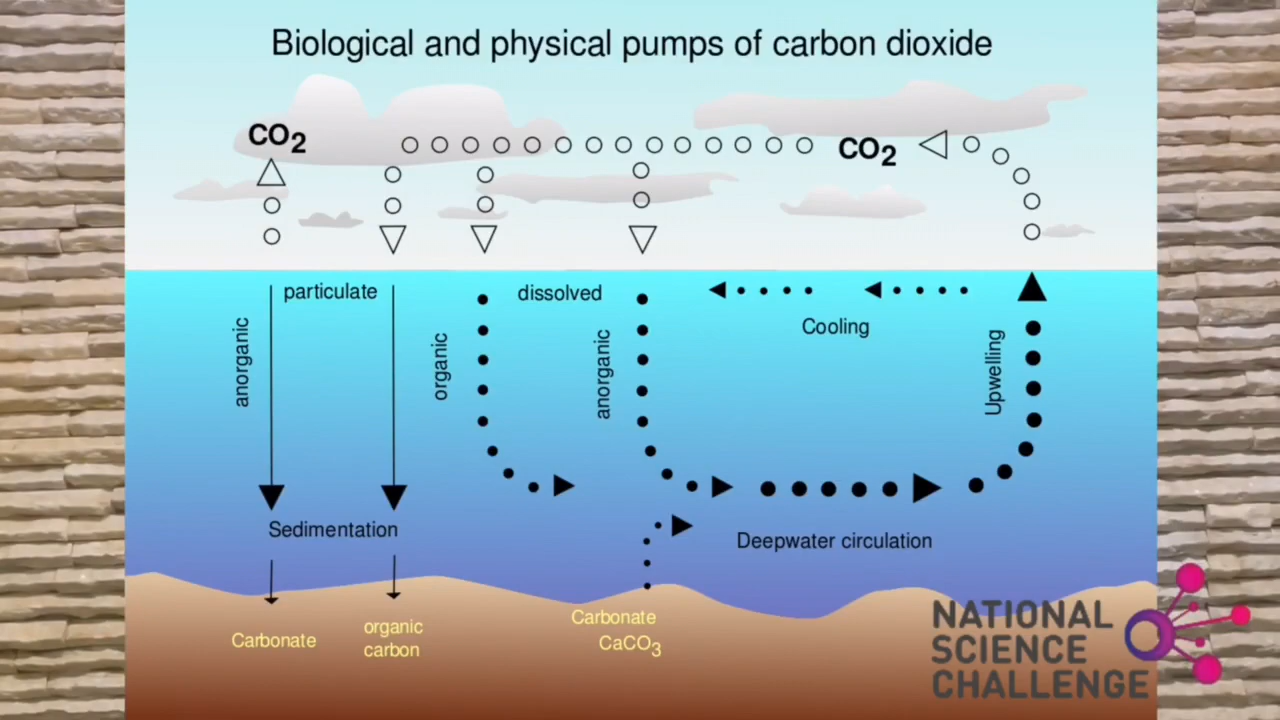 Biological and physical pumps of carbon dioxide
CO2
CO2
particulate
dissolved
Cooling
anorganic
organic
anorganic
Upwelling
Sedimentation
Deepwater circulation
Carbonate
organic
carbon
Carbonate
CaCO3
NATIONAL
SCIENCE
CHALLENGE